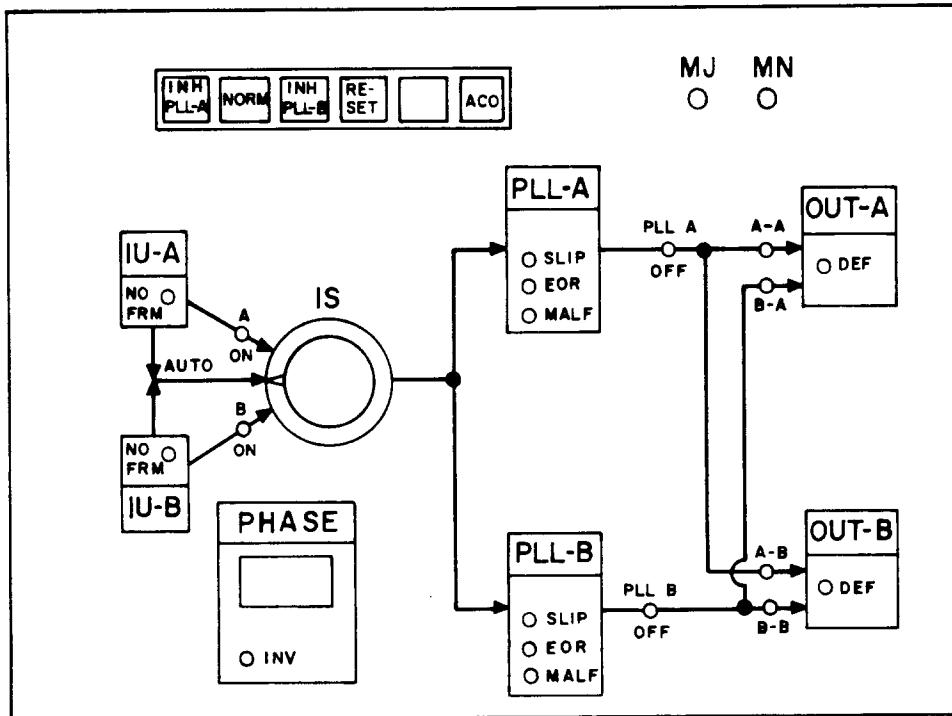 MJ MN
INH
PLL-A
NORM
INH
PLL-B
RE-
SET
ACO
PLL-A
SLIP
EOR
MALF
PLL A
OFF
A-A
B-A
OUT-A
DEF
IU-A
NO
FRM
A
ON
IS
AUTO
B
ON
NO
FRM
IU-B
PHASE
INV
PLL-B
SLIP
EOR
MALF
PLL B
OFF
A-B
B-B
OUT-B
DEF